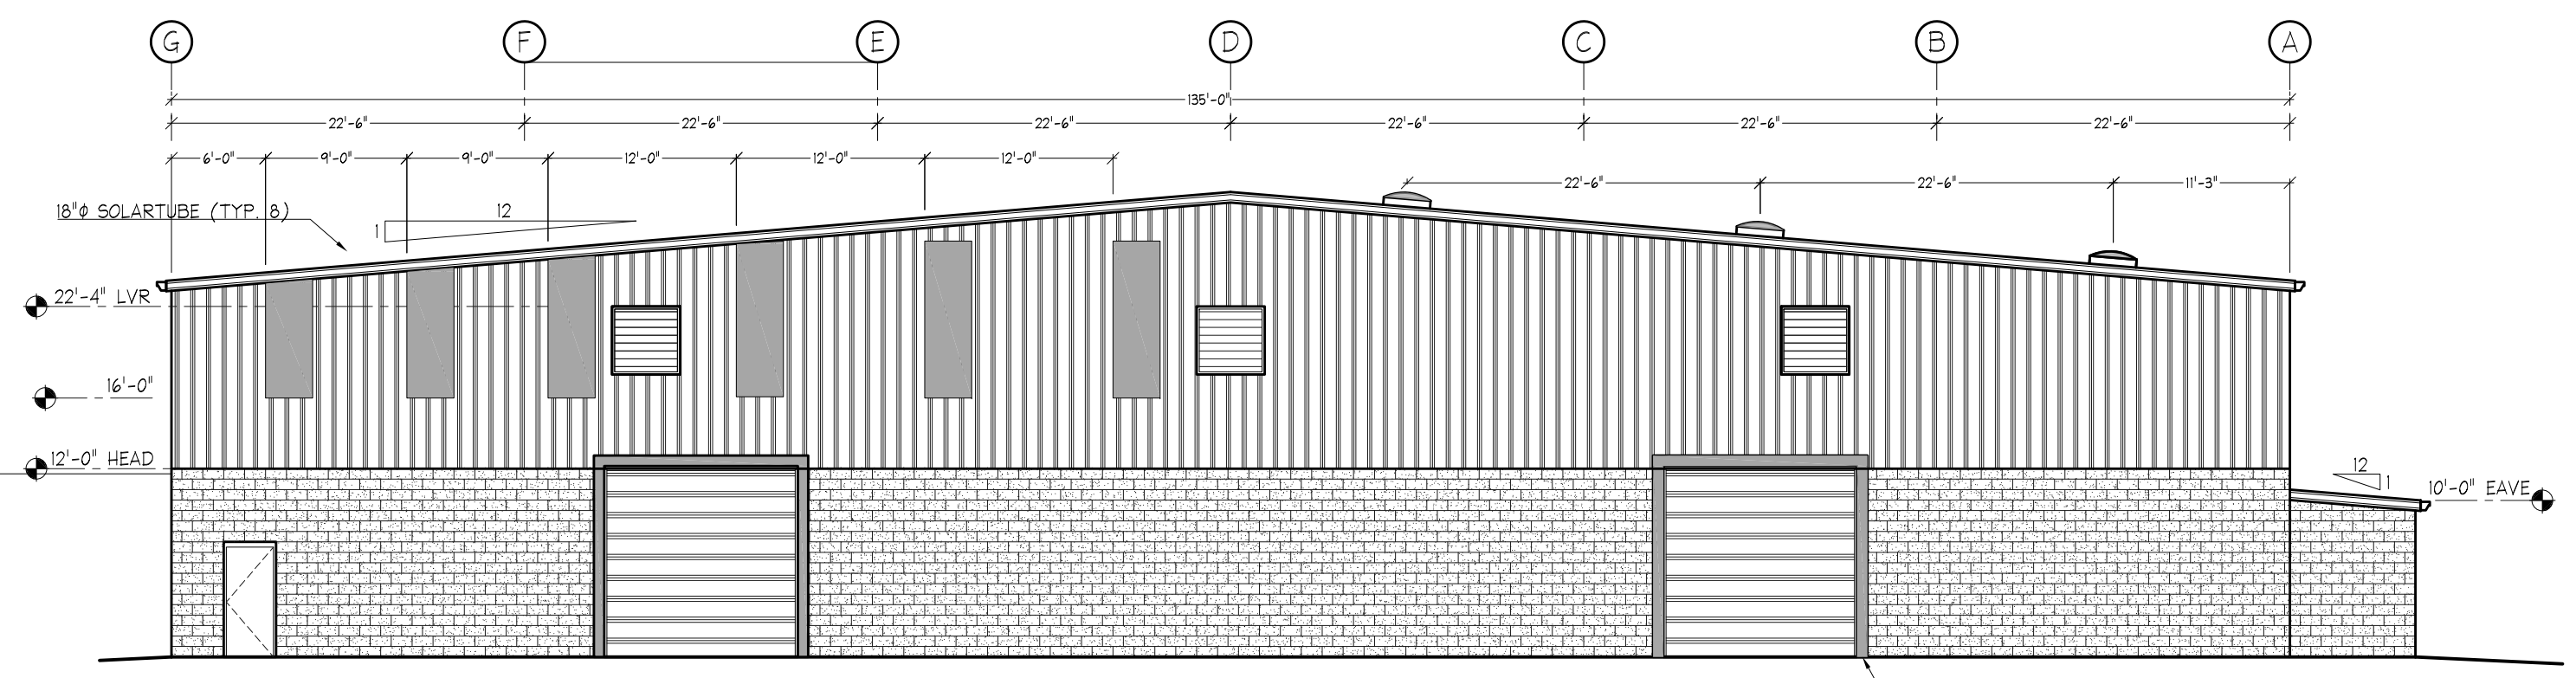 G F E D C B A
135'-0"
22'-6" 22'-6" 22'-6" 22'-6" 22'-6" 22'-6"
6'-0" 9'-0" 9'-0" 12'-0" 12'-0" 12'-0"
22'-6" 22'-6" 11'-3"
18"ϕ SOLARTUBE (TYP. 8)
12
1
22'-4" LVR
16'-0"
12'-0" HEAD
12
1
10'-0" EAVE